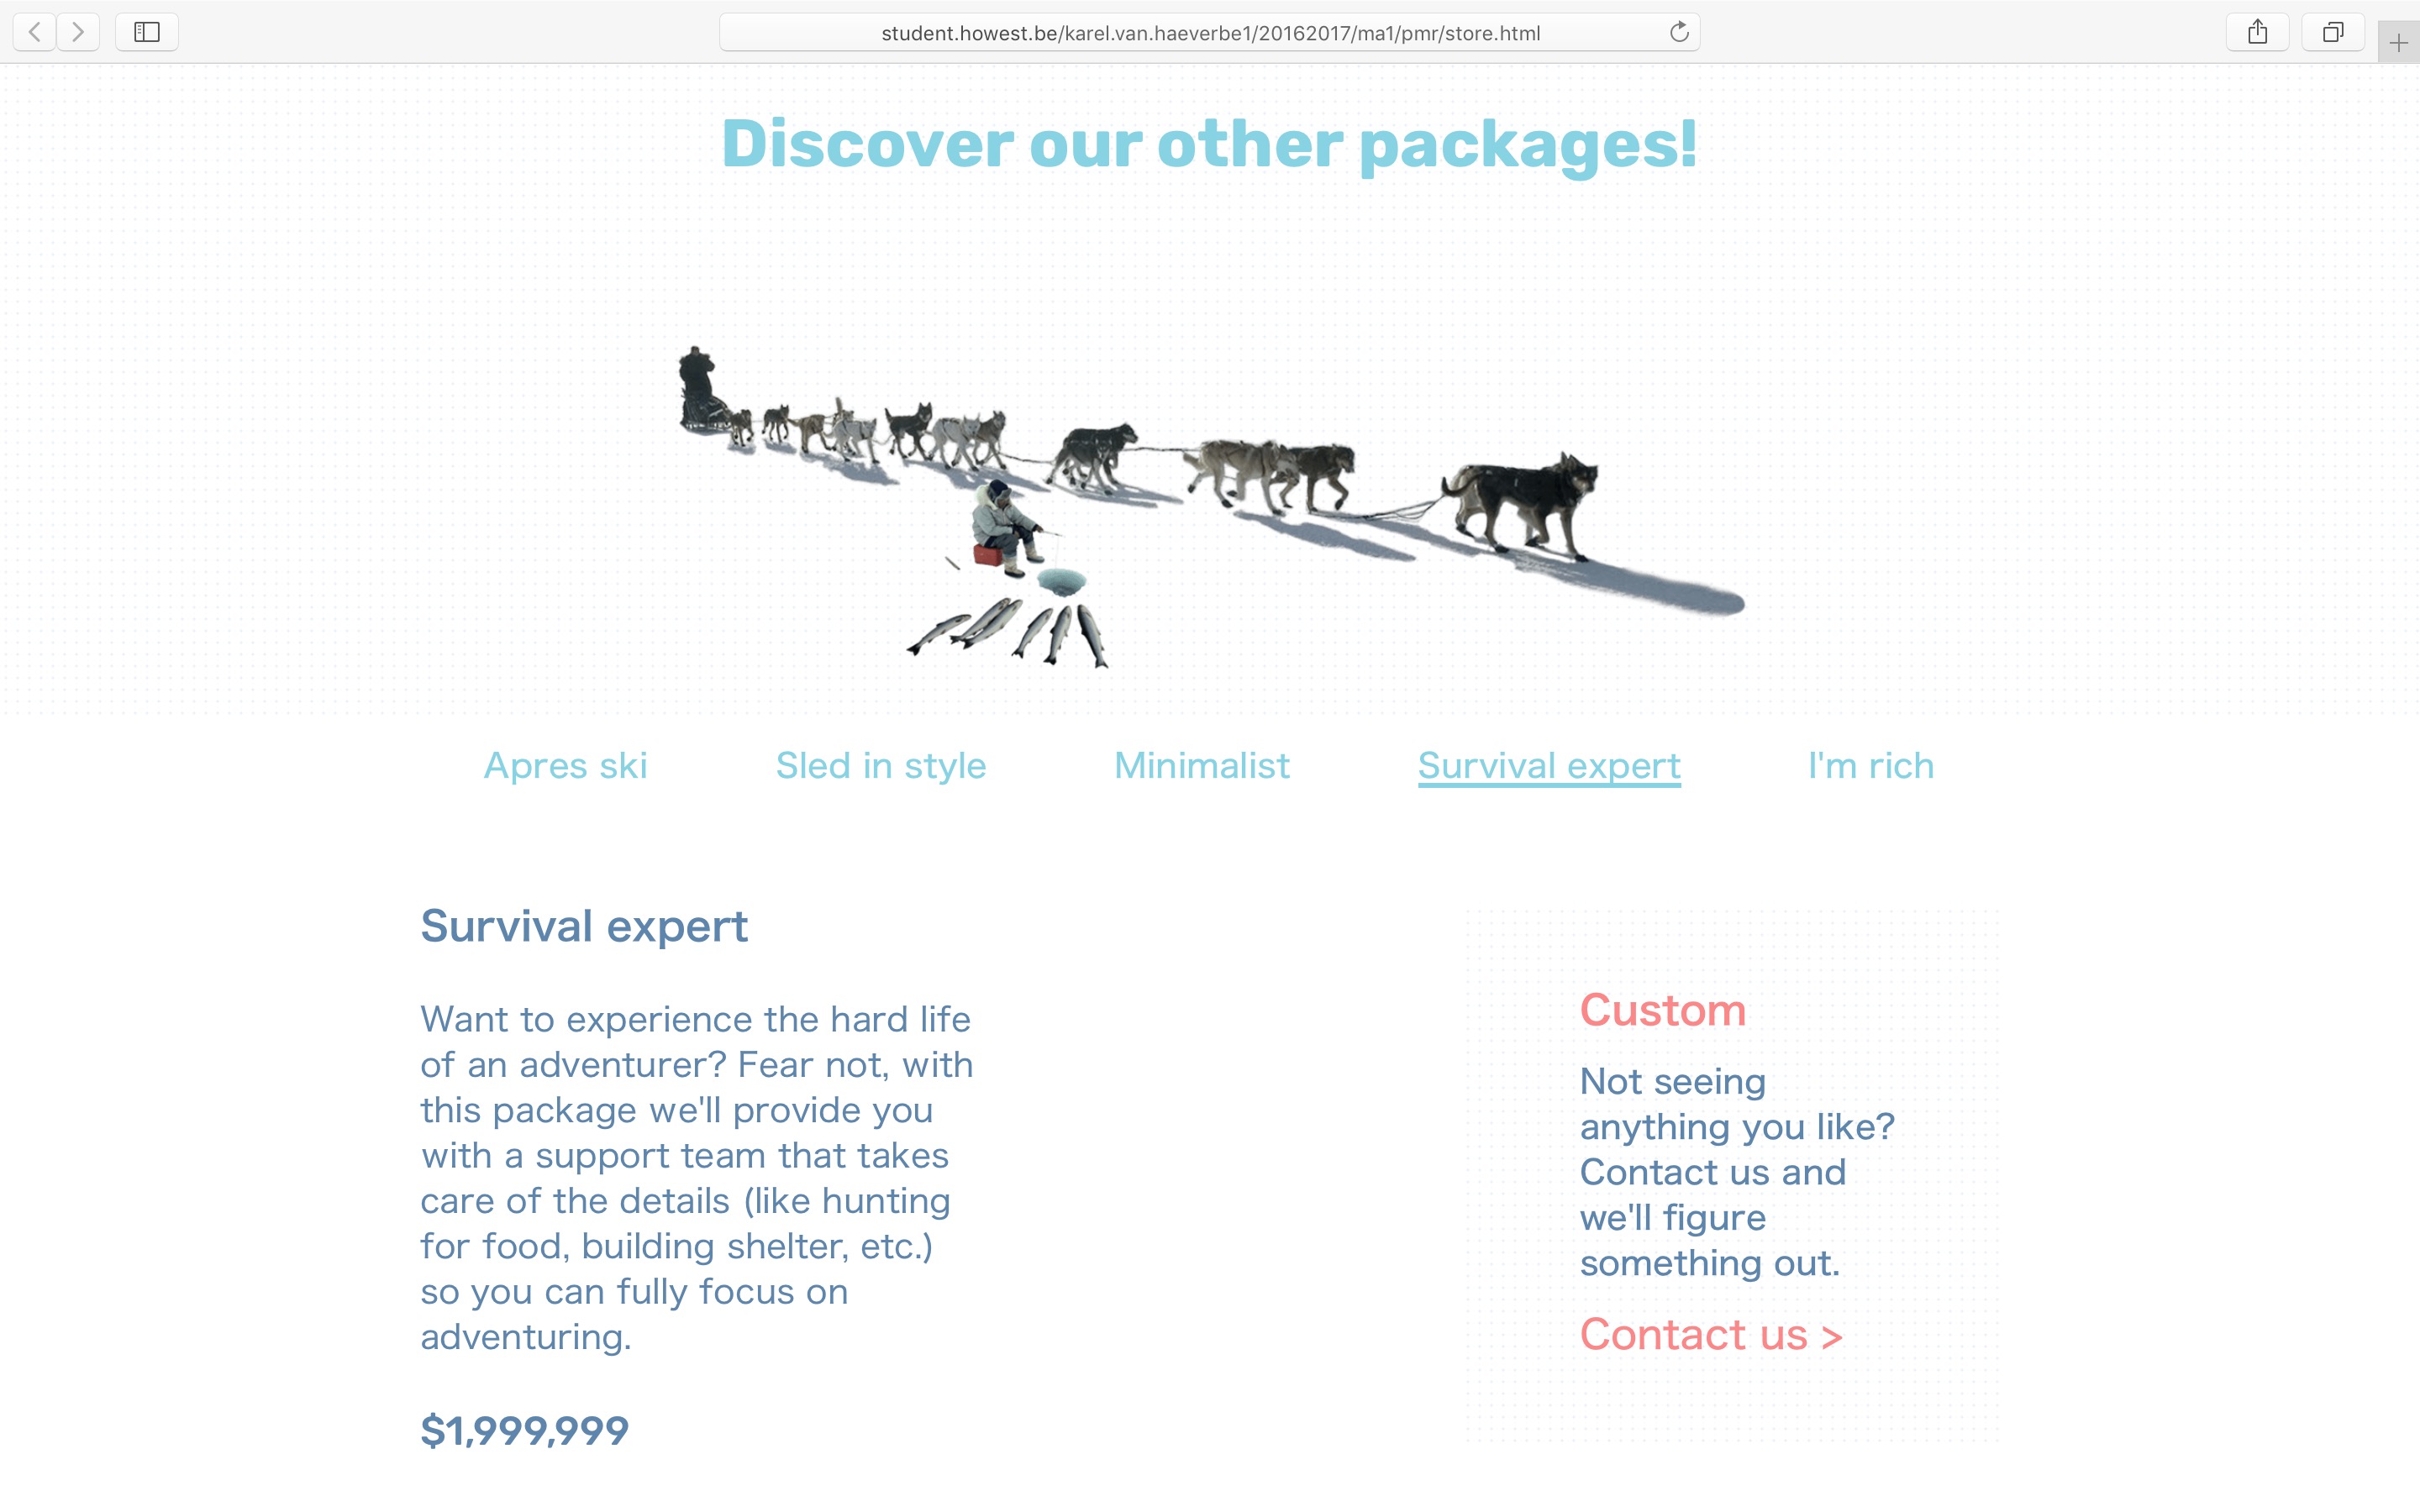 student.howest.be/karel.van.haeverbe1/20162017/ma1/pmr/store.html
Discover our other packages!
Apres ski
Sled in style
Minimalist
Survival expert
I'm rich
Survival expert
Want to experience the hard life
of an adventurer? Fear not, with
this package we'll provide you
with a support team that takes
care of the details (like hunting
for food, building shelter, etc.)
so you can fully focus on
adventuring.
$1,999,999
Custom
Not seeing
anything you like?
Contact us and
we'll figure
something out.
Contact us >